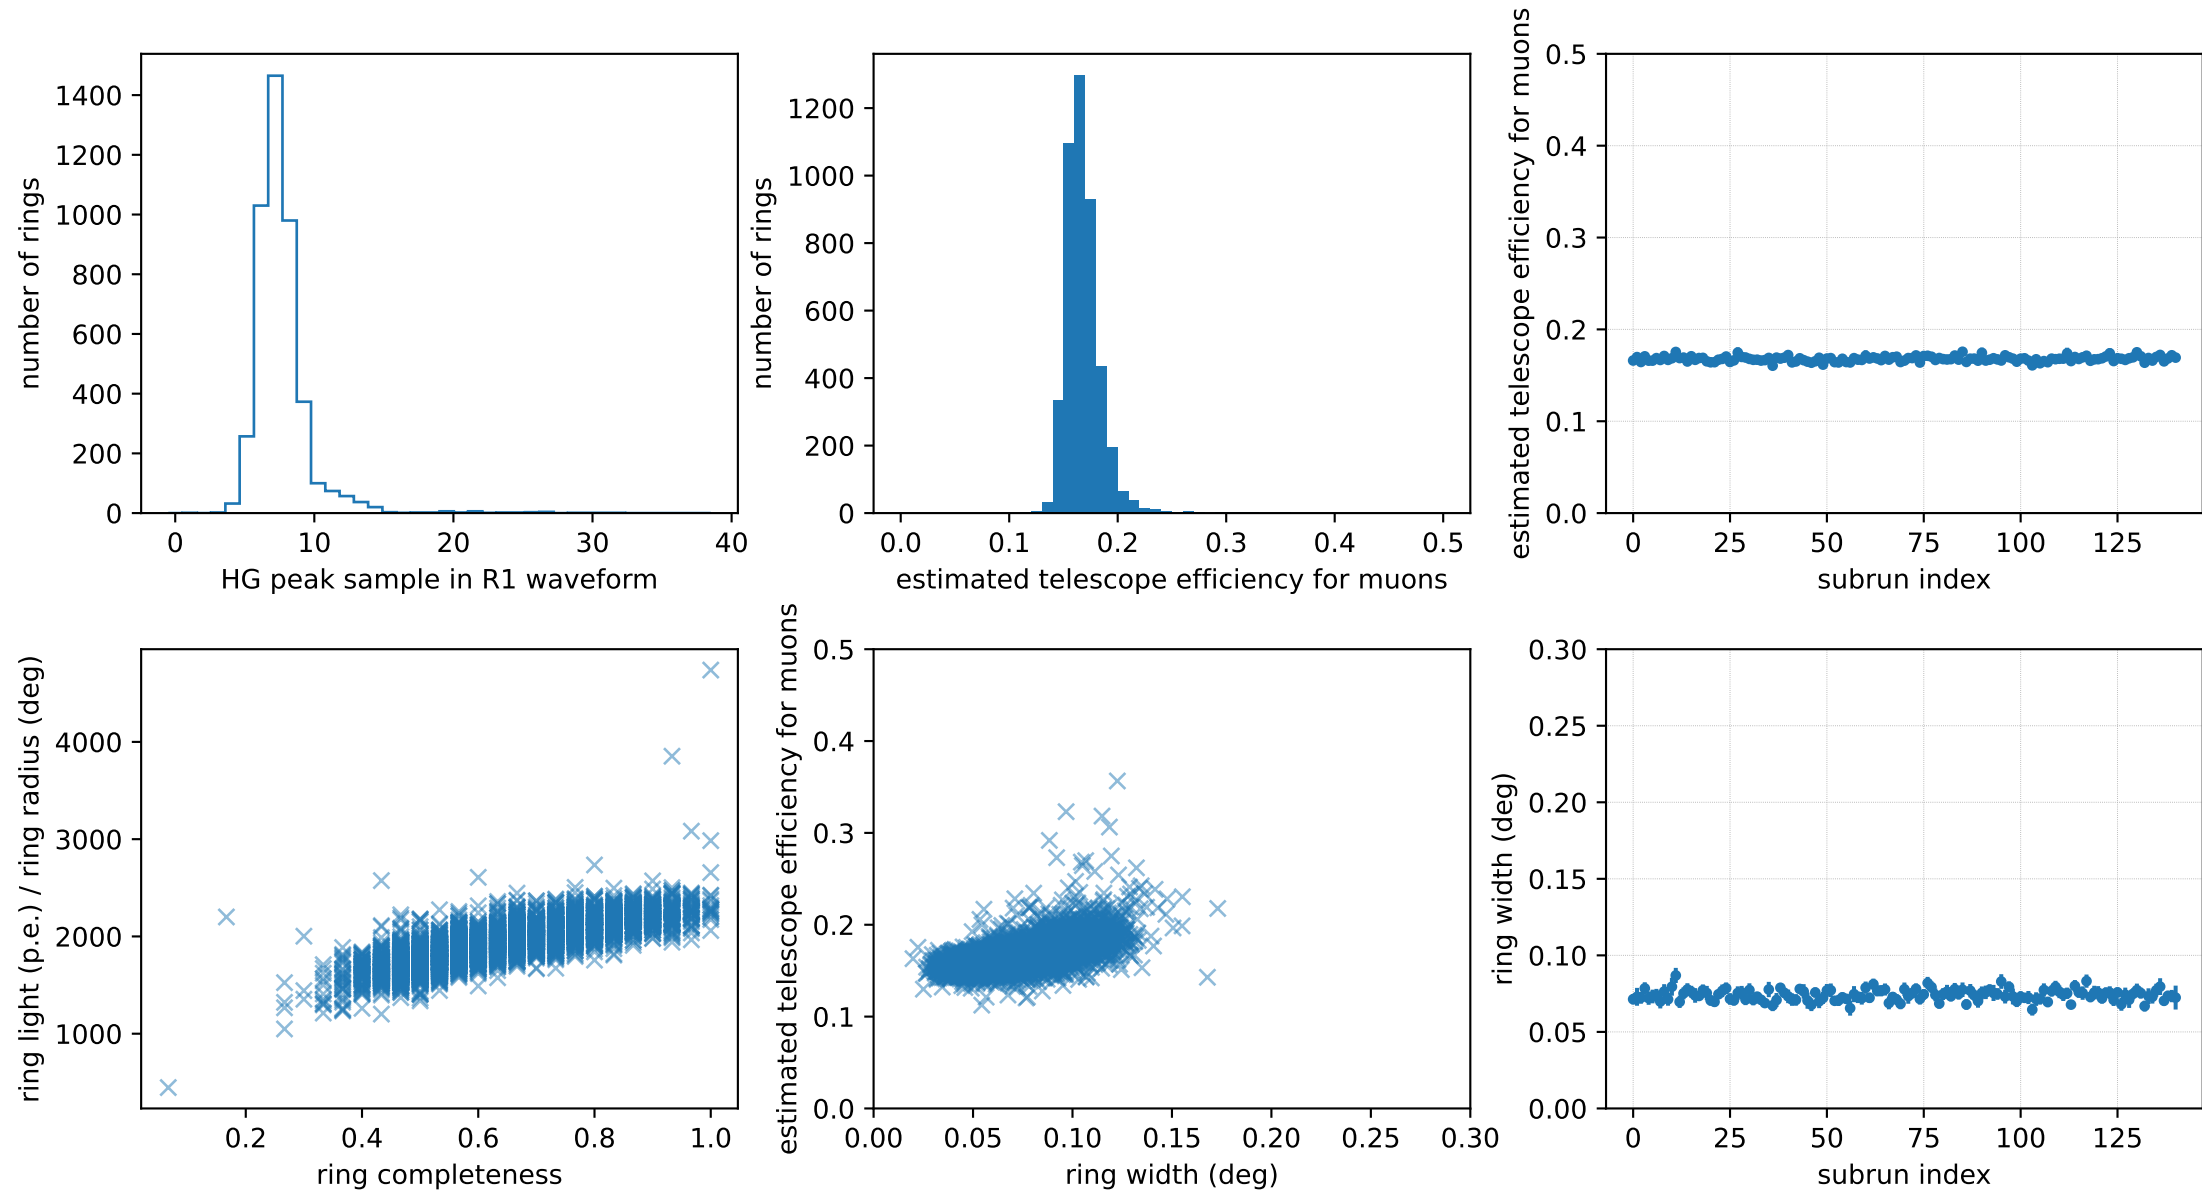 number of rings
1400
1200
1000
800
600
400
200
0
0 10 20 30 40
HG peak sample in R1 waveform
number of rings
1200
1000
800
600
400
200
0
0.0 0.1 0.2 0.3 0.4 0.5
estimated telescope efficiency for muons
estimated telescope efficiency for muons
0.5
0.4
0.3
0.2
0.1
0.0
0 25 50 75 100 125
subrun index
ring light (p.e.) / ring radius (deg)
4000
3000
2000
1000
0.2 0.4 0.6 0.8 1.0
ring completeness
estimated telescope efficiency for muons
0.5
0.4
0.3
0.2
0.1
0.0
0.00 0.05 0.10 0.15 0.20 0.25 0.30
ring width (deg)
ring width (deg)
0.30
0.25
0.20
0.15
0.10
0.05
0.00
0 25 50 75 100 125
subrun index